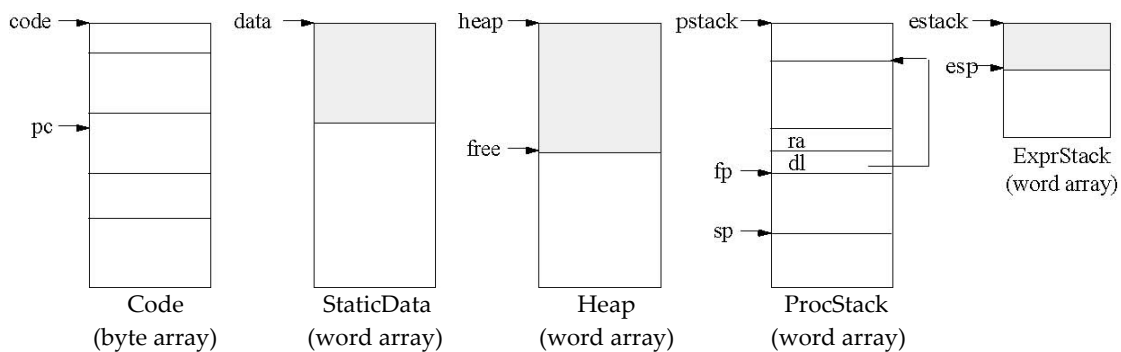 code
data
heap
pstack
estack
esp
pc
ra
free
dl
fp
sp
ExprStack
(word array)
Code
(byte array)
StaticData
(word array)
Heap
(word array)
ProcStack
(word array)